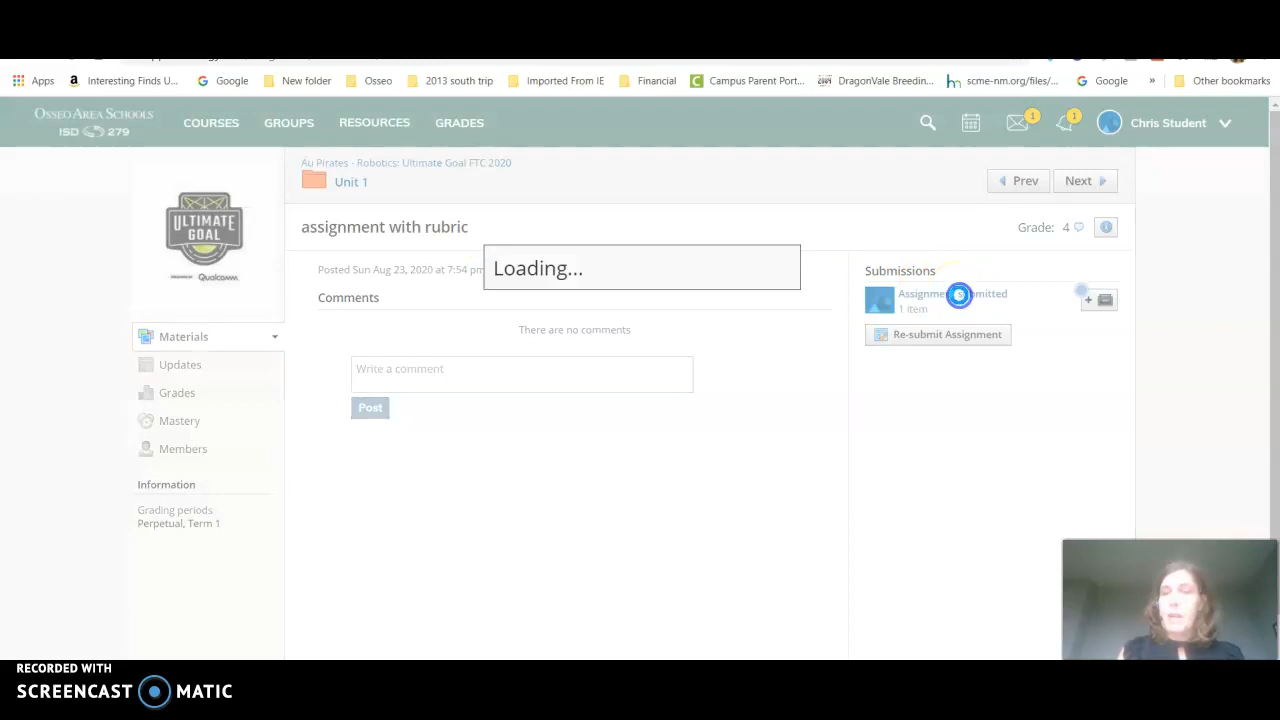 Apps Interesting Finds U... Google New folder Osseo 2013 south trip Imported From IE Financial Campus Parent Port... DragonVale Breedin... scme-nm.org/files/... Google » Other bookmarks
OSSEO AREA SCHOOLS
ISD 279
COURSES GROUPS RESOURCES GRADES 1 1 Chris Student
Au Pirates - Robotics: Ultimate Goal FTC 2020
Unit 1
Prev Next
ULTIMATE
GOAL
PRESENTED BY Qualcomm
assignment with rubric
Grade: 4
Loading...
Posted Sun Aug 23, 2020 at 7:54 pm
Submissions
Comments
Assignment submitted
1 item
There are no comments
Re-submit Assignment
Materials
Updates
Write a comment
Grades
Post
Mastery
Members
Information
Grading periods
Perpetual, Term 1
RECORDED WITH
SCREENCAST MATIC